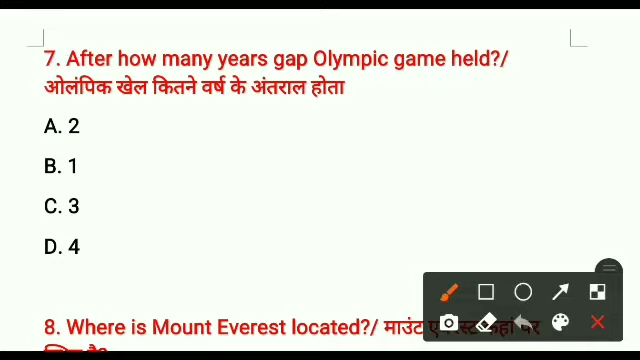 7. After how many years gap Olympic game held?/
ओलंपिक खेल कितने वर्ष के अंतराल होता
A. 2
B. 1
C. 3
D. 4
8. Where is Mount Everest located?/ माउंट पर